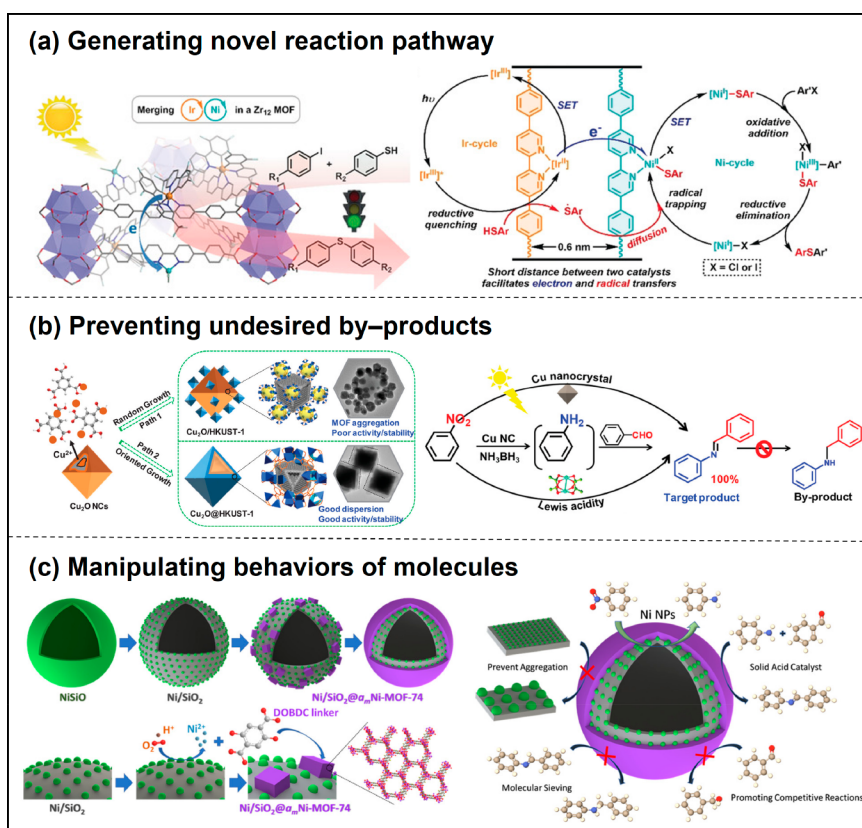 (a) Generating novel reaction pathway
Merging Ir Ni in a Zr12 MOF
e
I
R1
+
SH
R2
S
R1
R2
[IrIII]
hυ
SET
Ir-cycle
[IrII]
[IrIII]*
reductive
quenching
HSAr
ṠAr
diffusion
0.6 nm
e-
N
N
N
N
NiII
X
SAr
SET
[NiI]-SAr
Ar'X
oxidative
addition
X
[NiIII]-Ar'
SAr
Ni-cycle
radical
trapping
reductive
elimination
[NiI]-X
ArSAr'
X = Cl or I
Short distance between two catalysts
facilitates electron and radical transfers
(b) Preventing undesired by–products
Cu2+
Cu2O NCs
Random Growth
Path 1
Path 2
Oriented Growth
Cu2O/HKUST-1
MOF aggregation
Poor activity/stability
Cu2O@HKUST-1
Good dispersion
Good activity/stability
Cu nanocrystal
NO2
Cu NC
NH3BH3
NH2
CHO
Lewis acidity
N
100%
Target product
NH
By-product
(c) Manipulating behaviors of molecules
NiSiO
Ni/SiO2
Ni/SiO2@amNi-MOF-74
DOBDC linker
H+
O2
Ni2+
+
Ni/SiO2
Ni/SiO2@amNi-MOF-74
Ni NPs
Prevent Aggregation
+
Solid Acid Catalyst
Molecular Sieving
Promoting Competitive Reactions